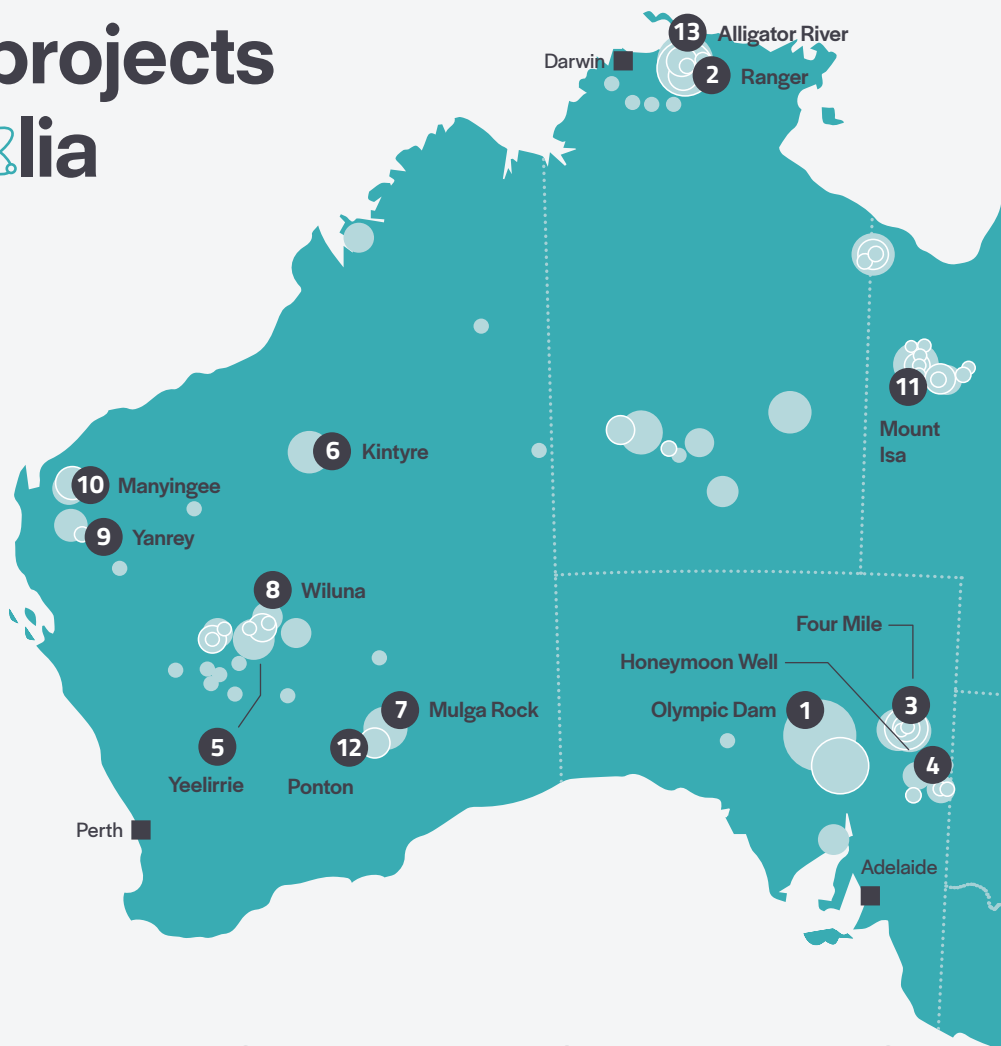 projects
lia
13 Alligator River
Darwin
2 Ranger
11
Mount
Isa
6 Kintyre
10 Manyingee
9 Yanrey
8 Wiluna
Four Mile
Honeymoon Well
3
Olympic Dam 1
7 Mulga Rock
12
Ponton
5
Yeelirrie
4
Perth
Adelaide